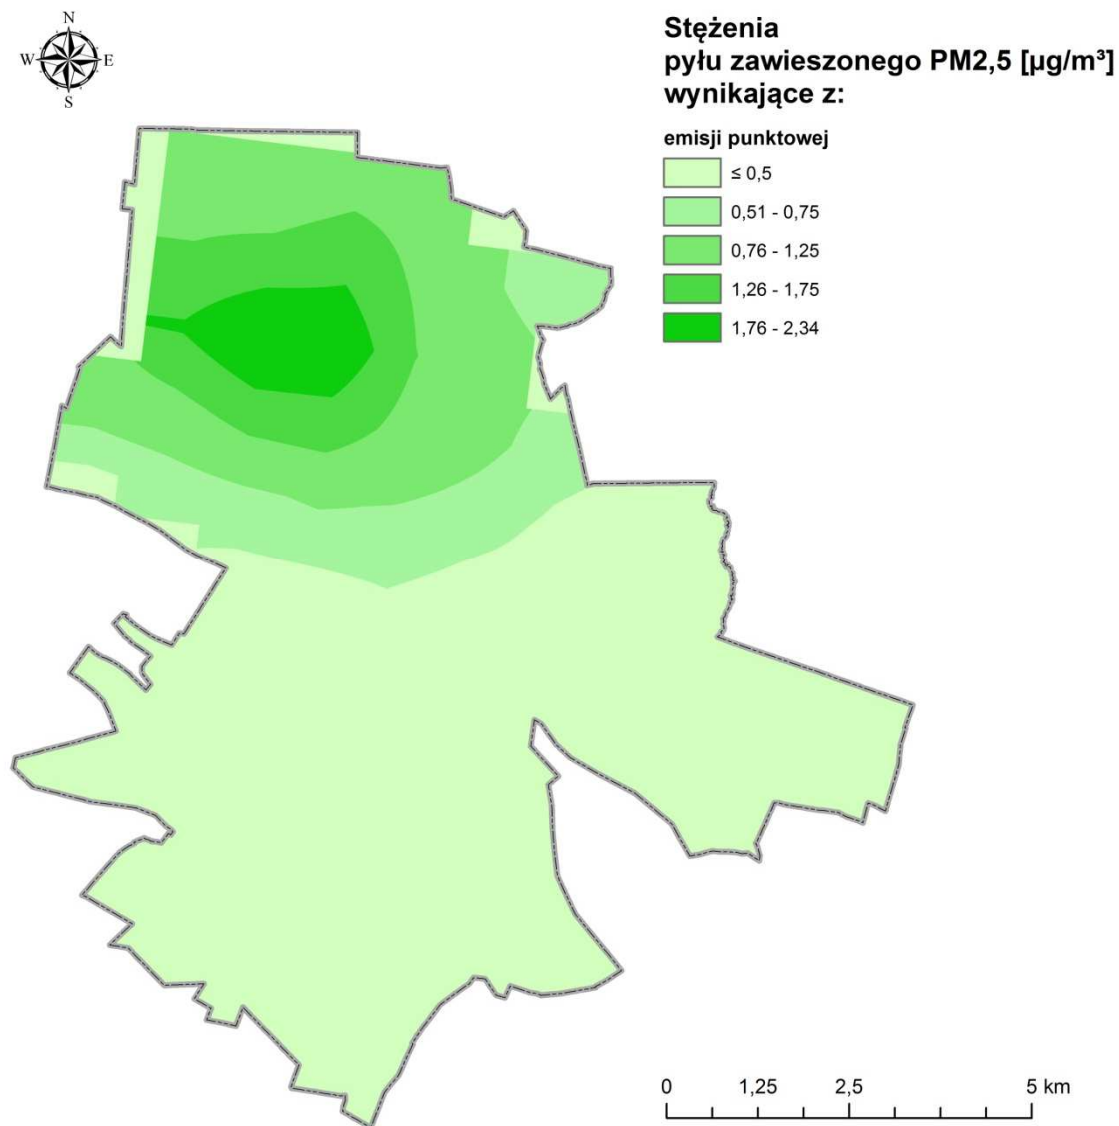 N
W E
S
Stężenia
pyłu zawieszonego PM2,5 [µg/m³]
wynikające z:
emisji punktowej
≤ 0,5
0,51 - 0,75
0,76 - 1,25
1,26 - 1,75
1,76 - 2,34
0 1,25 2,5 5 km